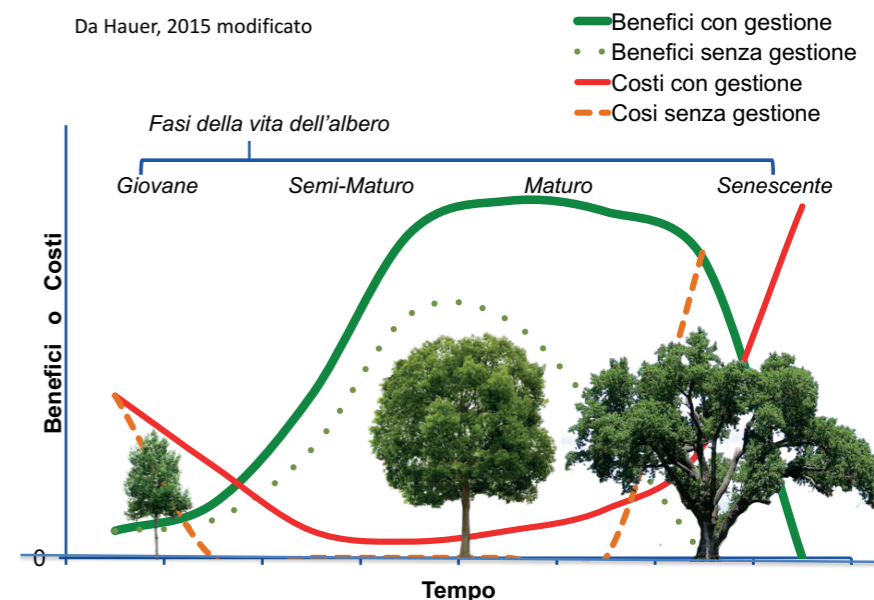 Da Hauer, 2015 modificato
Benefici con gestione
Benefici senza gestione
Costi con gestione
Cosi senza gestione
Fasi della vita dell'albero
Giovane Semi-Maturo Maturo Senescente
Benefici o Costi
0
Tempo